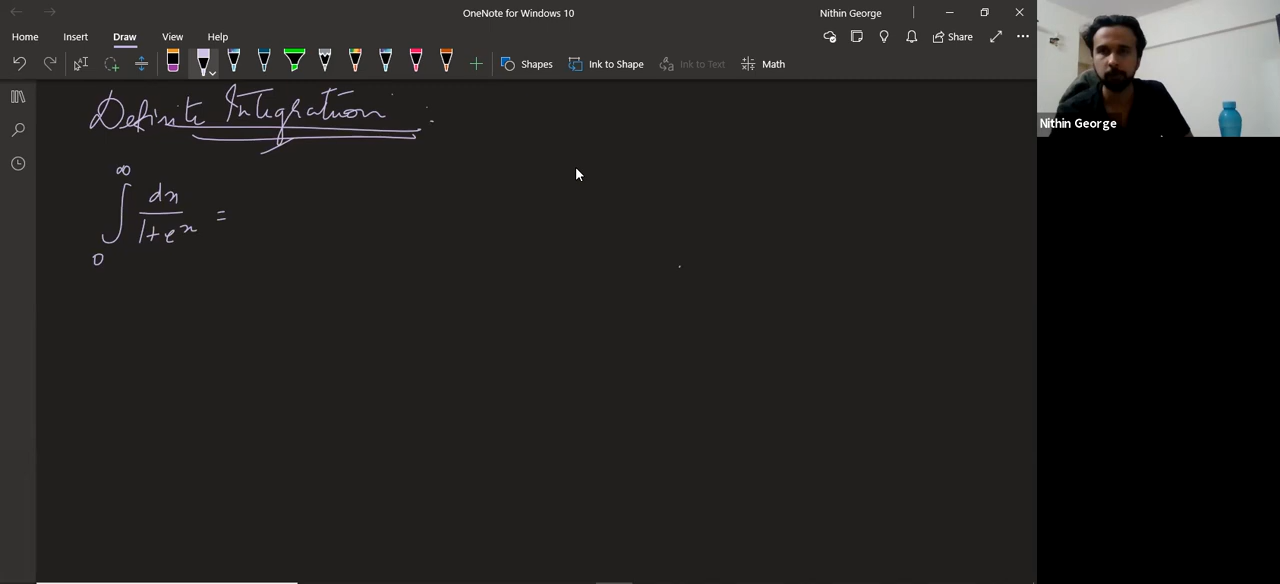 OneNote for Windows 10
Nithin George
Home Insert Draw View Help
Share
Shapes Ink to Shape Ink to Text Math
Definite Integration :
∞
∫ dx
1+e^x =
0
Nithin George